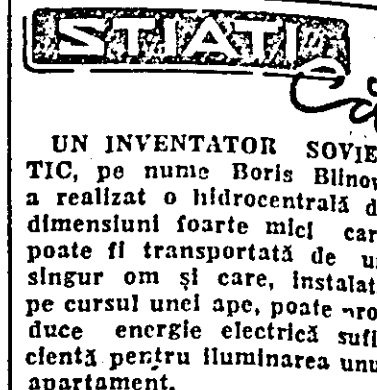 STIATI
UN INVENTATOR SOVIE
TIC, pe nume Boris Blinov
a realizat o hidrocentrală d
dimensiuni foarte mici car
poate fi transportată de u
singur om și care, instalat
pe cursul unei ape, poate pro
duce energie electrică sufi
cientă pentru iluminarea unu
apartament.